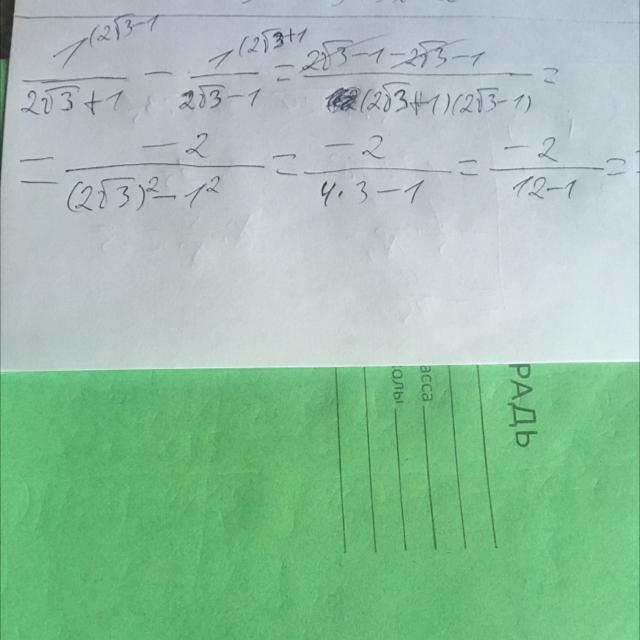 1^(2√3-1 / 2√3+1 - 1^(2√3+1 / 2√3-1 = 2√3-1-2√3-1 / (2√3+1)(2√3-1) =
= -2 / (2√3)²-1² = -2 / 4·3-1 = -2 / 12-1 =
РАДЬ
асса
олы